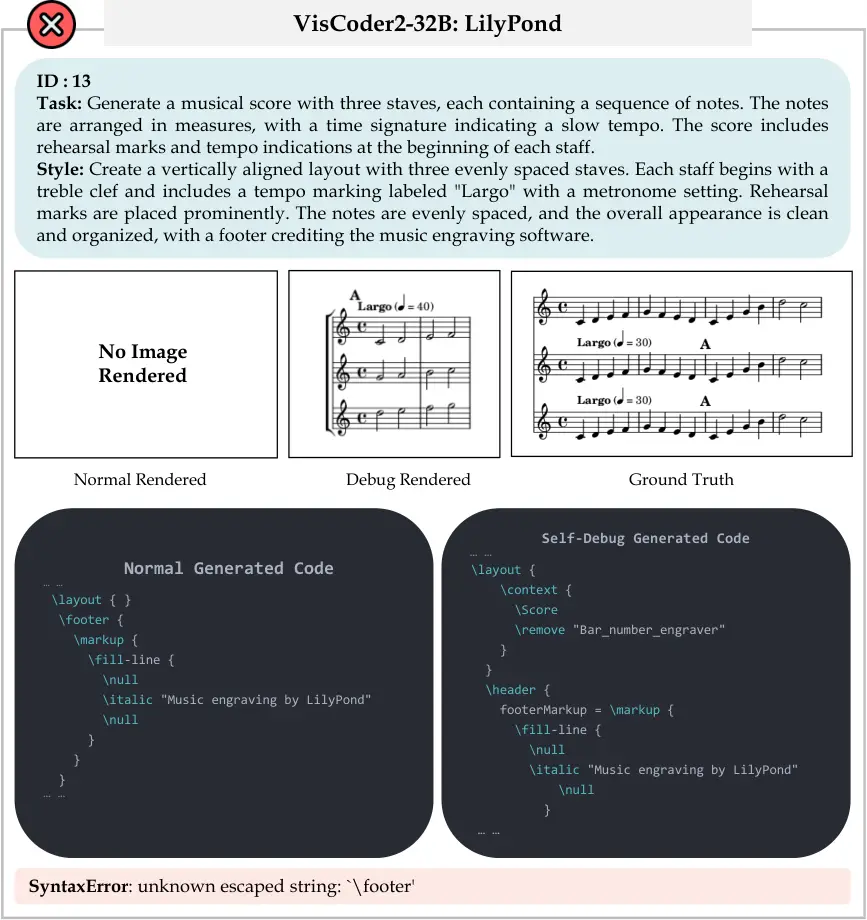 VisCoder2-32B: LilyPond
ID : 13
Task: Generate a musical score with three staves, each containing a sequence of notes. The notes
are arranged in measures, with a time signature indicating a slow tempo. The score includes
rehearsal marks and tempo indications at the beginning of each staff.
Style: Create a vertically aligned layout with three evenly spaced staves. Each staff begins with a
treble clef and includes a tempo marking labeled "Largo" with a metronome setting. Rehearsal
marks are placed prominently. The notes are evenly spaced, and the overall appearance is clean
and organized, with a footer crediting the music engraving software.
No Image
Rendered
A
Largo (♩ = 40)
Largo (♩ = 30)
A
Largo (♩ = 30)
A
Normal Rendered
Debug Rendered
Ground Truth
Normal Generated Code
… …
\layout { }
\footer {
\markup {
\fill-line {
\null
\italic "Music engraving by LilyPond"
\null
}
}
}
… …
Self-Debug Generated Code
… …
\layout {
\context {
\Score
\remove "Bar_number_engraver"
}
}
\header {
footerMarkup = \markup {
\fill-line {
\null
\italic "Music engraving by LilyPond"
\null
}
… …
SyntaxError: unknown escaped string: `\footer'